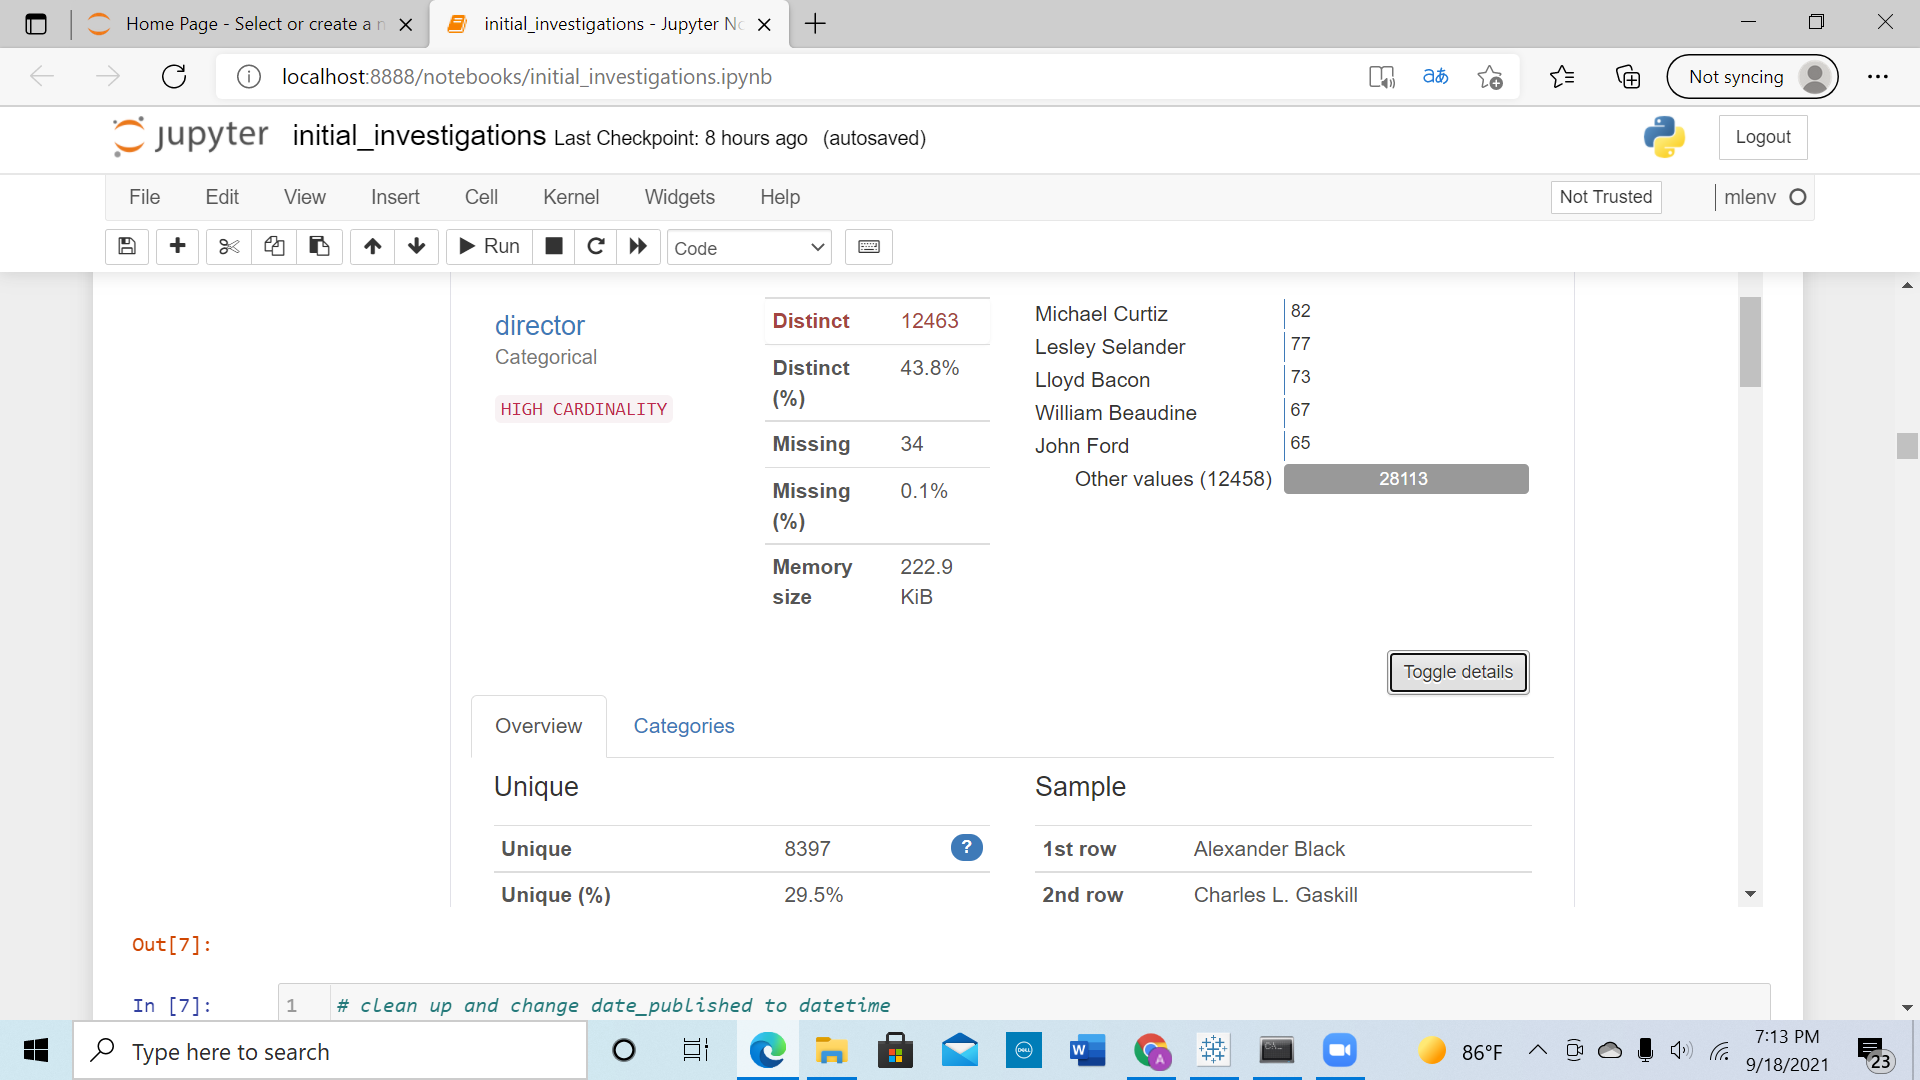 Home Page - Select or create a n
initial_investigations - Jupyter No
localhost:8888/notebooks/initial_investigations.ipynb
aあ
Not syncing
jupyter
initial_investigations Last Checkpoint: 8 hours ago (autosaved)
Logout
File Edit View Insert Cell Kernel Widgets Help
Not Trusted
mlenv
Run
Code
director
Categorical
HIGH CARDINALITY
Distinct 12463
Distinct (%) 43.8%
Missing 34
Missing (%) 0.1%
Memory size 222.9 KiB
Michael Curtiz 82
Lesley Selander 77
Lloyd Bacon 73
William Beaudine 67
John Ford 65
Other values (12458) 28113
Toggle details
Overview Categories
Unique
Unique 8397 ?
Unique (%) 29.5%
Sample
1st row Alexander Black
2nd row Charles L. Gaskill
Out[7]:
In [7]: 1 # clean up and change date_published to datetime
Type here to search
DELL
W
A
C:\.
86°F
7:13 PM
9/18/2021
23